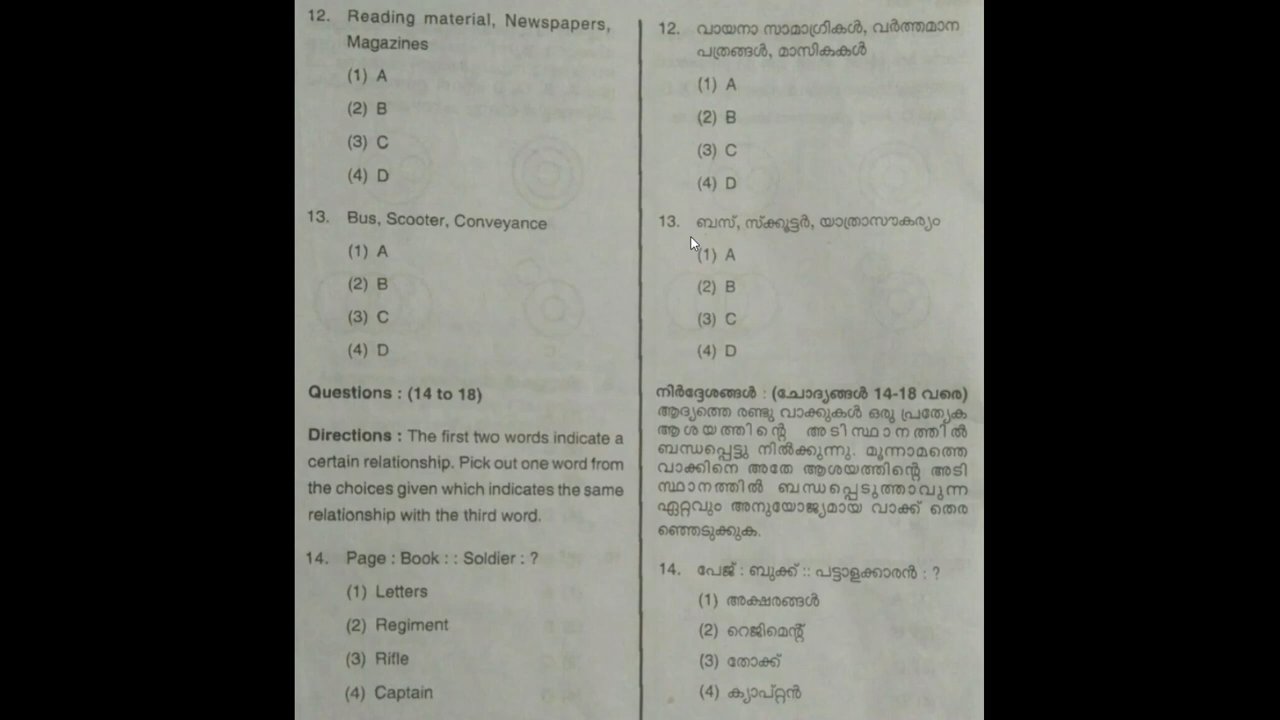 12. Reading material, Newspapers,
Magazines
(1) A
(2) B
(3) C
(4) D
13. Bus, Scooter, Conveyance
(1) A
(2) B
(3) C
(4) D
Questions : (14 to 18)
Directions : The first two words indicate a
certain relationship. Pick out one word from
the choices given which indicates the same
relationship with the third word.
14. Page : Book : : Soldier : ?
(1) Letters
(2) Regiment
(3) Rifle
(4) Captain
12. വായനാ സാമാഗ്രികൾ, വർത്തമാന
പത്രങ്ങൾ, മാസികകൾ
(1) A
(2) B
(3) C
(4) D
13. ബസ്, സ്ക്കൂട്ടർ, യാത്രാസൗകര്യം
(1) A
(2) B
(3) C
(4) D
നിർദ്ദേശങ്ങൾ : (ചോദ്യങ്ങൾ 14-18 വരെ)
ആദ്യത്തെ രണ്ടു വാക്കുകൾ ഒരു പ്രത്യേക
ആശയത്തിന്റെ അടിസ്ഥാനത്തിൽ
ബന്ധപ്പെട്ടു നിൽക്കുന്നു. മൂന്നാമത്തെ
വാക്കിനെ അതേ ആശയത്തിന്റെ അടി
സ്ഥാനത്തിൽ ബന്ധപ്പെടുത്താവുന്ന
ഏറ്റവും അനുയോജ്യമായ വാക്ക് തെര
ഞ്ഞെടുക്കുക.
14. പേജ് : ബുക്ക് :: പട്ടാളക്കാരൻ : ?
(1) അക്ഷരങ്ങൾ
(2) റെജിമെന്റ്
(3) തോക്ക്
(4) ക്യാപ്റ്റൻ